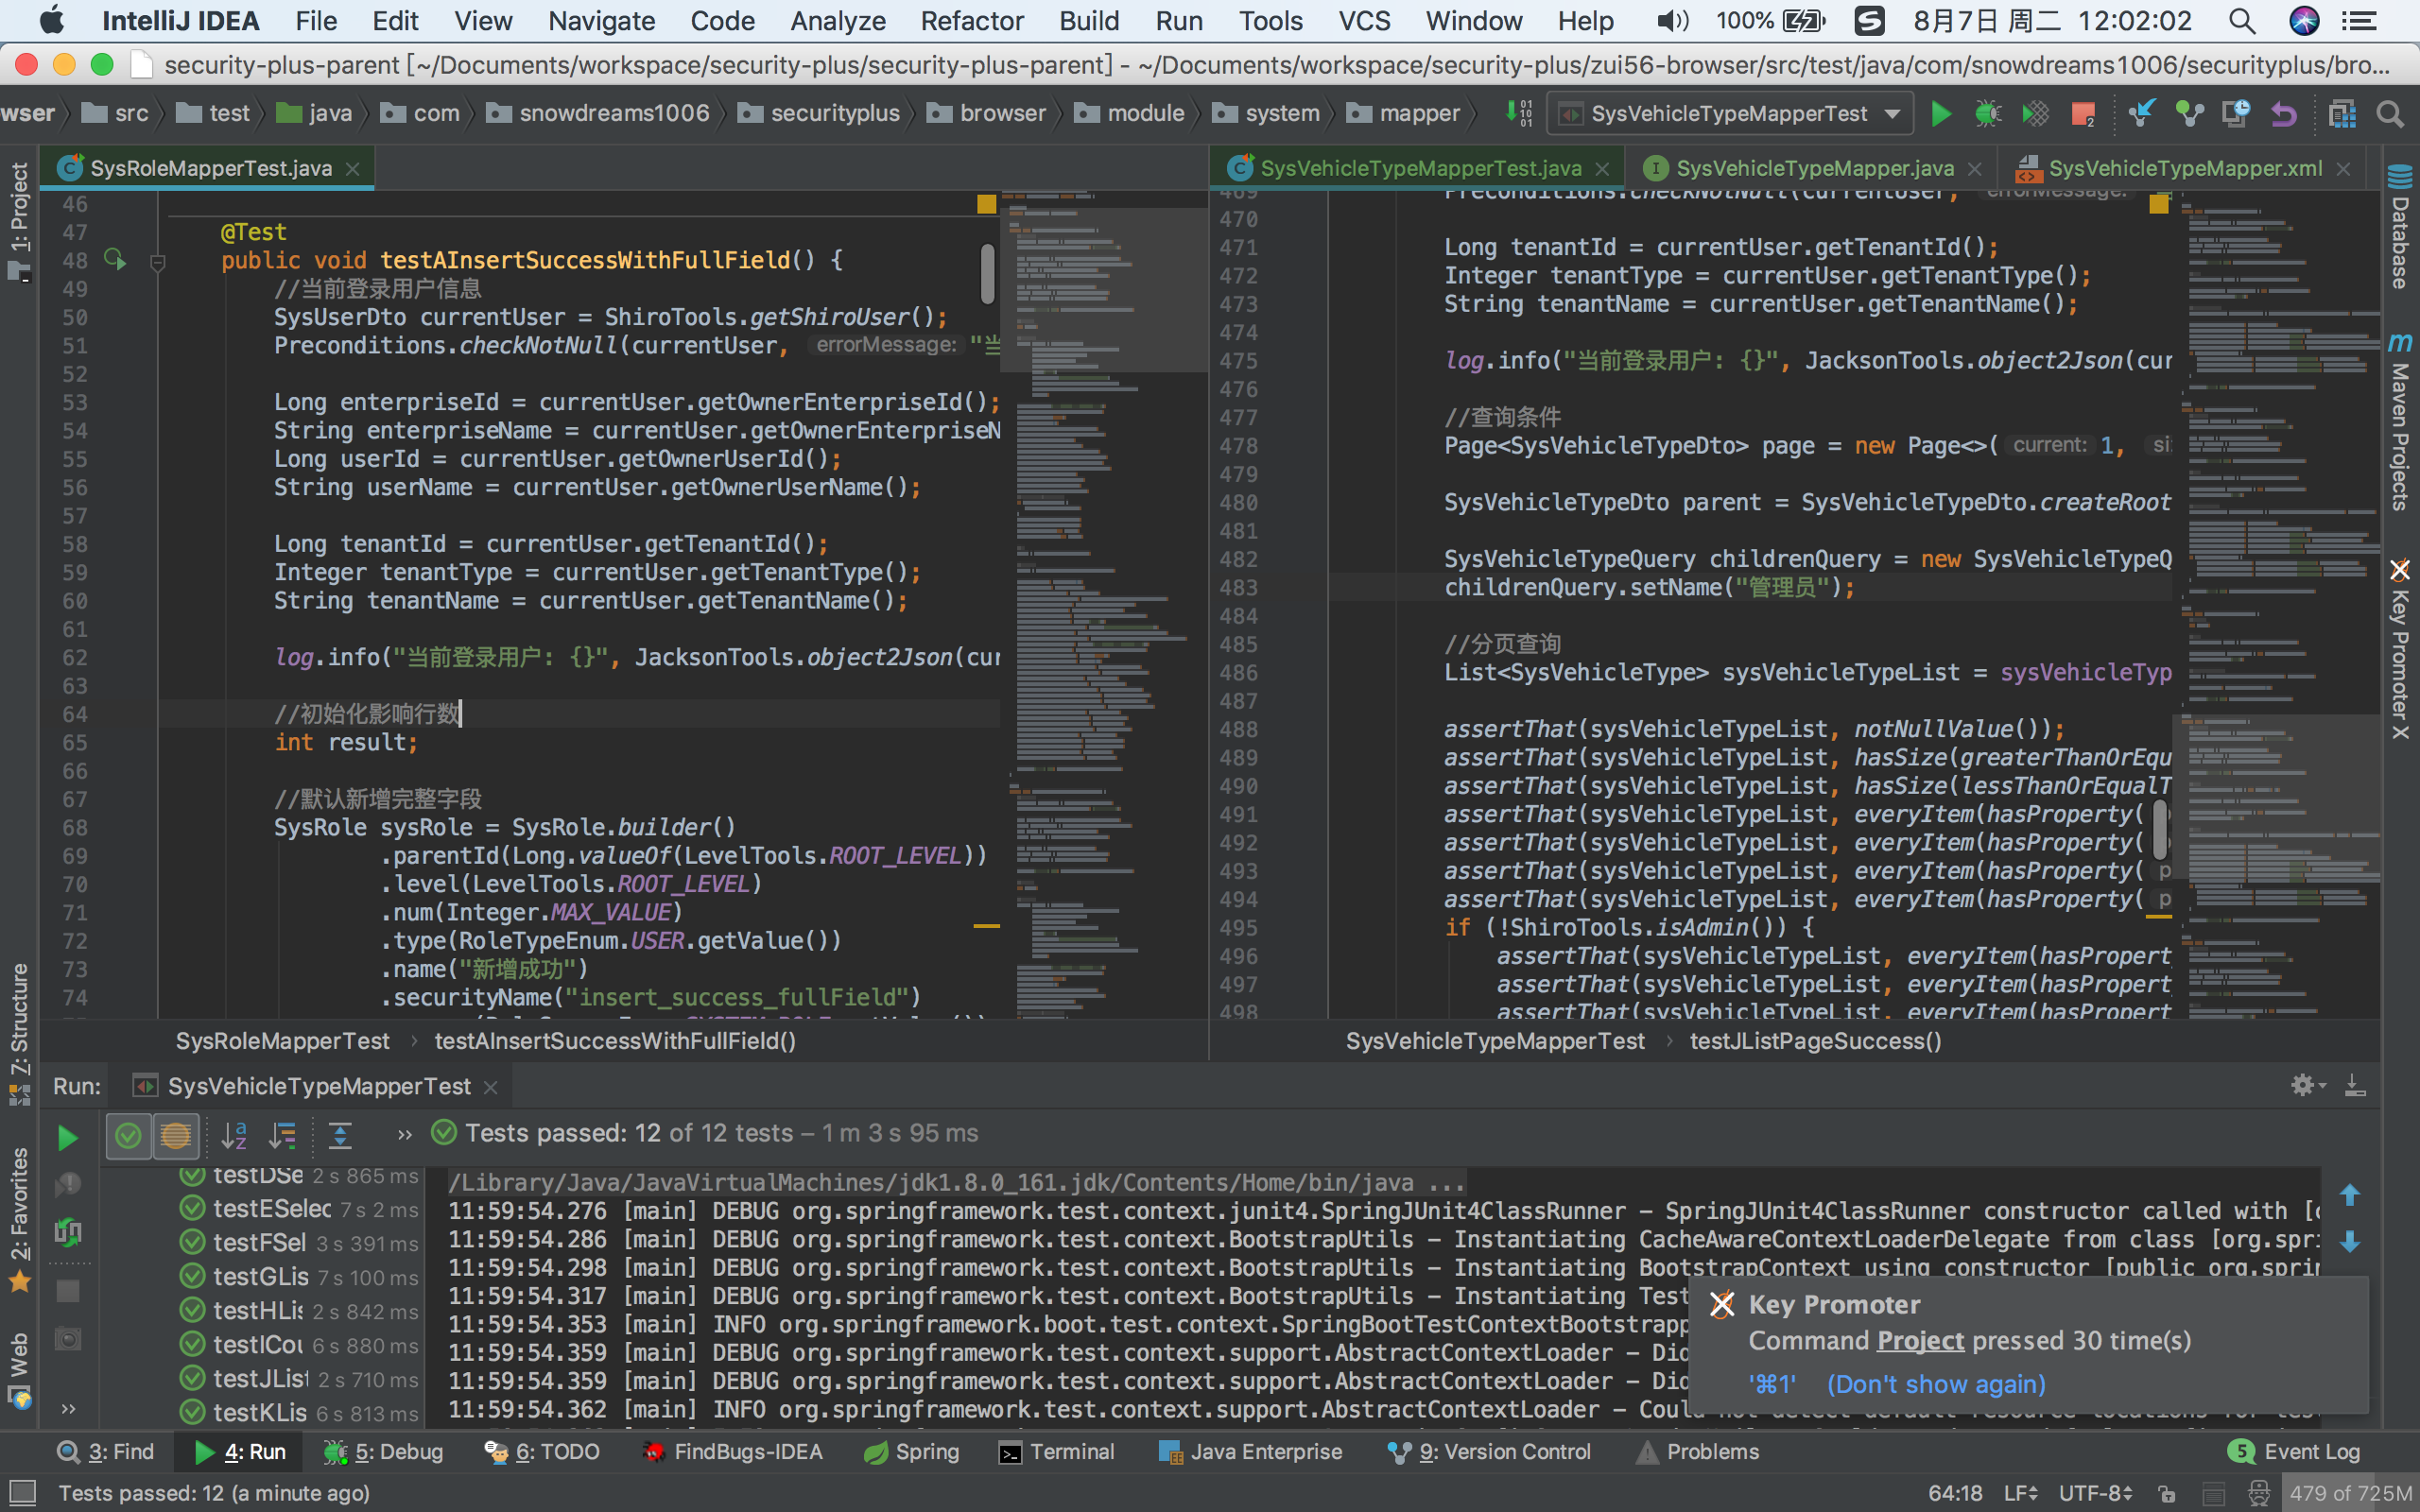 IntelliJ IDEA File Edit View Navigate Code Analyze Refactor Build Run Tools VCS Window Help 100% 8月7日 周二 12:02:02
security-plus-parent [~/Documents/workspace/security-plus/security-plus-parent] - ~/Documents/workspace/security-plus/zui56-browser/src/test/java/com/snowdreams1006/securityplus/bro...
wser src test java com snowdreams1006 securityplus browser module system mapper SysVehicleTypeMapperTest
SysRoleMapperTest.java
46
47 @Test
48 public void testAInsertSuccessWithFullField() {
49 //当前登录用户信息
50 SysUserDto currentUser = ShiroTools.getShiroUser();
51 Preconditions.checkNotNull(currentUser, errorMessage: "当
52
53 Long enterpriseId = currentUser.getOwnerEnterpriseId();
54 String enterpriseName = currentUser.getOwnerEnterpriseN
55 Long userId = currentUser.getOwnerUserId();
56 String userName = currentUser.getOwnerUserName();
57
58 Long tenantId = currentUser.getTenantId();
59 Integer tenantType = currentUser.getTenantType();
60 String tenantName = currentUser.getTenantName();
61
62 log.info("当前登录用户: {}", JacksonTools.object2Json(cur
63
64 //初始化影响行数
65 int result;
66
67 //默认新增完整字段
68 SysRole sysRole = SysRole.builder()
69 .parentId(Long.valueOf(LevelTools.ROOT_LEVEL))
70 .level(LevelTools.ROOT_LEVEL)
71 .num(Integer.MAX_VALUE)
72 .type(RoleTypeEnum.USER.getValue())
73 .name("新增成功")
74 .securityName("insert_success_fullField")
SysRoleMapperTest › testAInsertSuccessWithFullField()
SysVehicleTypeMapperTest.java SysVehicleTypeMapper.java SysVehicleTypeMapper.xml
469 Preconditions.checkNotNull(currentUser, errorMessage:
470
471 Long tenantId = currentUser.getTenantId();
472 Integer tenantType = currentUser.getTenantType();
473 String tenantName = currentUser.getTenantName();
474
475 log.info("当前登录用户: {}", JacksonTools.object2Json(cur
476
477 //查询条件
478 Page<SysVehicleTypeDto> page = new Page<>( current: 1, si
479
480 SysVehicleTypeDto parent = SysVehicleTypeDto.createRoot
481
482 SysVehicleTypeQuery childrenQuery = new SysVehicleTypeQ
483 childrenQuery.setName("管理员");
484
485 //分页查询
486 List<SysVehicleType> sysVehicleTypeList = sysVehicleTyp
487
488 assertThat(sysVehicleTypeList, notNullValue());
489 assertThat(sysVehicleTypeList, hasSize(greaterThanOrEqu
490 assertThat(sysVehicleTypeList, hasSize(lessThanOrEqualT
491 assertThat(sysVehicleTypeList, everyItem(hasProperty(
492 assertThat(sysVehicleTypeList, everyItem(hasProperty(
493 assertThat(sysVehicleTypeList, everyItem(hasProperty( p
494 assertThat(sysVehicleTypeList, everyItem(hasProperty( p
495 if (!ShiroTools.isAdmin()) {
496 assertThat(sysVehicleTypeList, everyItem(hasPropert
497 assertThat(sysVehicleTypeList, everyItem(hasPropert
498 assertThat(sysVehicleTypeList, everyItem(hasPropert
SysVehicleTypeMapperTest › testJListPageSuccess()
1: Project
Z: Structure
2: Favorites
Web
Database
Maven Projects
Key Promoter X
Run: SysVehicleTypeMapperTest
Tests passed: 12 of 12 tests – 1 m 3 s 95 ms
testDSe 2 s 865 ms
testESelec 7 s 2 ms
testFSel 3 s 391 ms
testGLis 7 s 100 ms
testHLis 2 s 842 ms
testICou 6 s 880 ms
testJList 2 s 710 ms
testKLis 6 s 813 ms
/Library/Java/JavaVirtualMachines/jdk1.8.0_161.jdk/Contents/Home/bin/java ...
11:59:54.276 [main] DEBUG org.springframework.test.context.junit4.SpringJUnit4ClassRunner – SpringJUnit4ClassRunner constructor called with [c
11:59:54.286 [main] DEBUG org.springframework.test.context.BootstrapUtils – Instantiating CacheAwareContextLoaderDelegate from class [org.spri
11:59:54.298 [main] DEBUG org.springframework.test.context.BootstrapUtils – Instantiating BootstrapContext using constructor [public org.sprin
11:59:54.317 [main] DEBUG org.springframework.test.context.BootstrapUtils – Instantiating Test
11:59:54.353 [main] INFO org.springframework.boot.test.context.SpringBootTestContextBootstrapp
11:59:54.359 [main] DEBUG org.springframework.test.context.support.AbstractContextLoader – Did
11:59:54.359 [main] DEBUG org.springframework.test.context.support.AbstractContextLoader – Did
11:59:54.362 [main] INFO org.springframework.test.context.support.AbstractContextLoader – Could not detect default resource locations for tes
Key Promoter
Command Project pressed 30 time(s)
'⌘1' (Don't show again)
3: Find 4: Run 5: Debug 6: TODO FindBugs-IDEA Spring Terminal Java Enterprise 9: Version Control Problems 5 Event Log
Tests passed: 12 (a minute ago) 64:18 LF UTF-8 479 of 725M